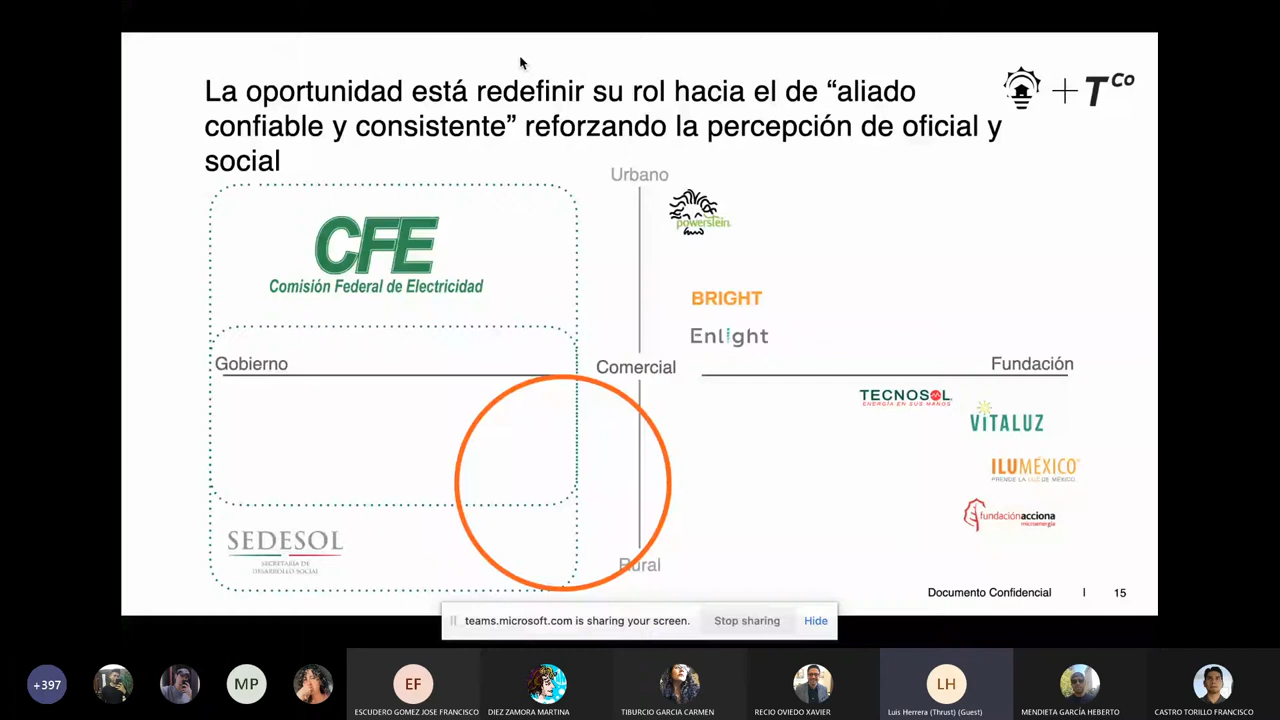 La oportunidad está redefinir su rol hacia el de “aliado
confiable y consistente” reforzando la percepción de oficial y
social
+ Tco
Urbano
powerstein
CFE
Comisión Federal de Electricidad
BRIGHT
Enlight
Gobierno
Comercial
Fundación
TECNOSOL
ENERGÍA EN SUS MANOS
VITALUZ
ILUMÉXICO
PRENDE LA LUZ DE MÉXICO
fundaciónacciona
microenergía
SEDESOL
SECRETARÍA DE
DESARROLLO SOCIAL
Rural
Documento Confidencial I 15
teams.microsoft.com is sharing your screen. Stop sharing Hide
+397
MP
EF
LH
ESCUDERO GOMEZ JOSE FRANCISCO
DIEZ ZAMORA MARTINA
TIBURCIO GARCIA CARMEN
RECIO OVIEDO XAVIER
Luis Herrera (Thrust) (Guest)
MENDIETA GARCÍA HEBERTO
CASTRO TORILLO FRANCISCO